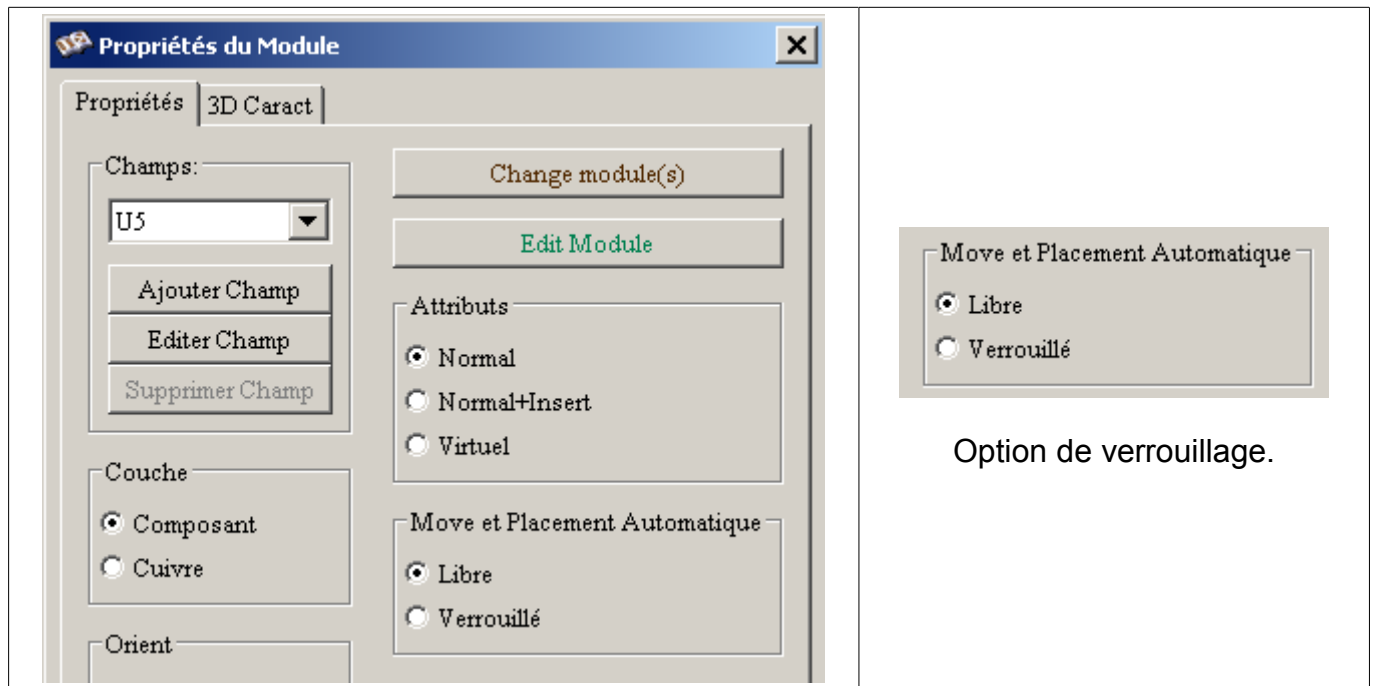 Propriétés du Module
Propriétés
3D Caract
Champs:
U5
Ajouter Champ
Editer Champ
Supprimer Champ
Couche
Composant
Cuivre
Orient
Change module(s)
Edit Module
Attributs
Normal
Normal+Insert
Virtuel
Move et Placement Automatique
Libre
Verrouillé
Move et Placement Automatique
Libre
Verrouillé
Option de verrouillage.